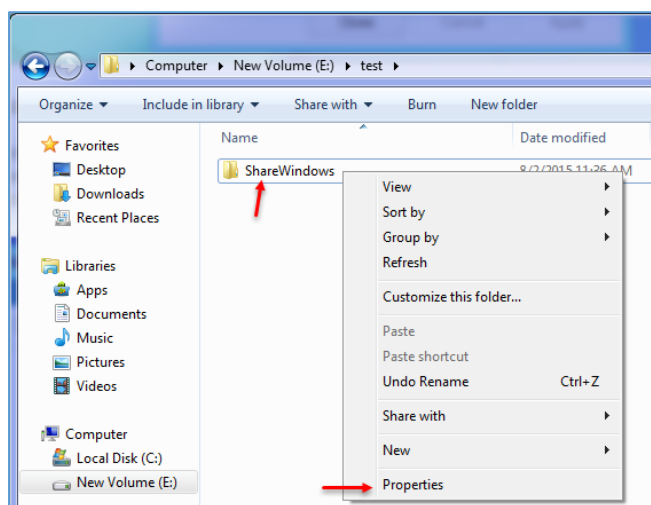 Computer New Volume (E:) test
Organize Include in library Share with Burn New folder
Name Date modified
Favorites
Desktop
Downloads
Recent Places
Libraries
Apps
Documents
Music
Pictures
Videos
Computer
Local Disk (C:)
New Volume (E:)
ShareWindows 8/2/2015 11:36 AM
View
Sort by
Group by
Refresh
Customize this folder...
Paste
Paste shortcut
Undo Rename Ctrl+Z
Share with
New
Properties